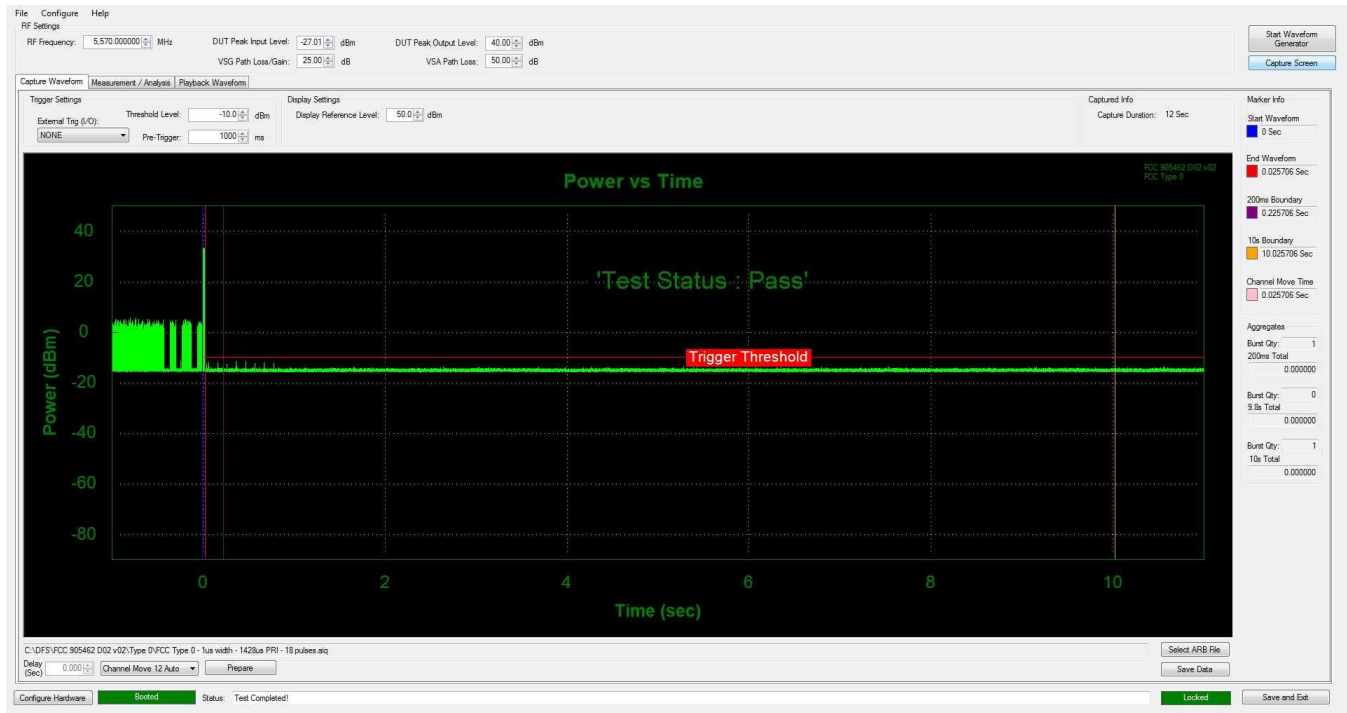 File Configure Help
RF Settings
RF Frequency: 5,570.000000 MHz DUT Peak Input Level: -27.01 dBm DUT Peak Output Level: 40.00 dBm
VSG Path Loss/Gain: 25.00 dB VSA Path Loss: 50.00 dB
Start Waveform
Generator
Capture Screen
Capture Waveform Measurement / Analysis Playback Waveform
Trigger Settings
Threshold Level: -10.0 dBm
External Trig (I/O):
NONE
Pre-Trigger: 1000 ms
Display Settings
Display Reference Level: 50.0 dBm
Captured Info
Capture Duration: 12 Sec
Power vs Time
FCC 905462 D02 v02
FCC Type 0
'Test Status : Pass'
Trigger Threshold
Power (dBm)
40
20
0
-20
-40
-60
-80
0 2 4 6 8 10
Time (sec)
Marker Info
Start Waveform
0 Sec
End Waveform
0.025706 Sec
200ms Boundary
0.225706 Sec
10s Boundary
10.025706 Sec
Channel Move Time
0.025706 Sec
Aggregates
Burst Qty: 1
200ms Total
0.000000
Burst Qty: 0
9.8s Total
0.000000
Burst Qty: 1
10s Total
0.000000
C:\DFS\FCC 905462 D02 v02\Type 0\FCC Type 0 - 1us width - 1428us PRI - 18 pulses.aiq
Select ARB File
Delay
(Sec) 0.000 Channel Move 12 Auto Prepare
Save Data
Configure Hardware Booted Status: Test Completed! Locked Save and Exit